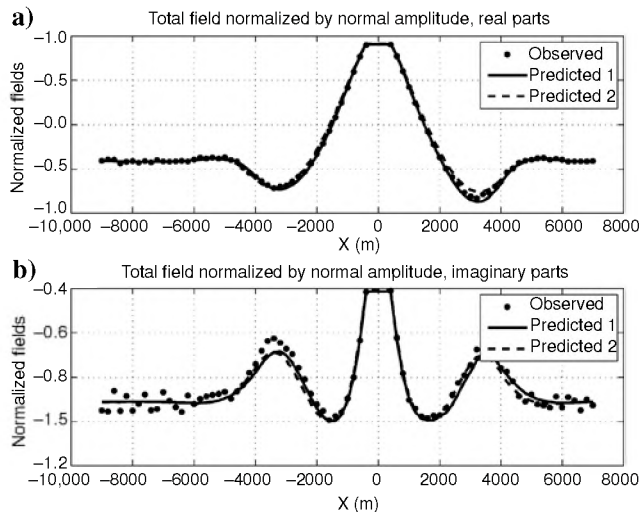 a)
Total field normalized by normal amplitude, real parts
−1.0
−0.5
−0.0
−0.5
−1.0
Normalized fields
Observed
Predicted 1
Predicted 2
−10,000 −8000 −6000 −4000 −2000 0 2000 4000 6000 8000
X (m)
b)
Total field normalized by normal amplitude, imaginary parts
−0.4
−0.6
−0.8
−0.9
−1.5
−1.2
Normalized fields
Observed
Predicted 1
Predicted 2
−10,000 −8000 −6000 −4000 −2000 0 2000 4000 6000 8000
X (m)